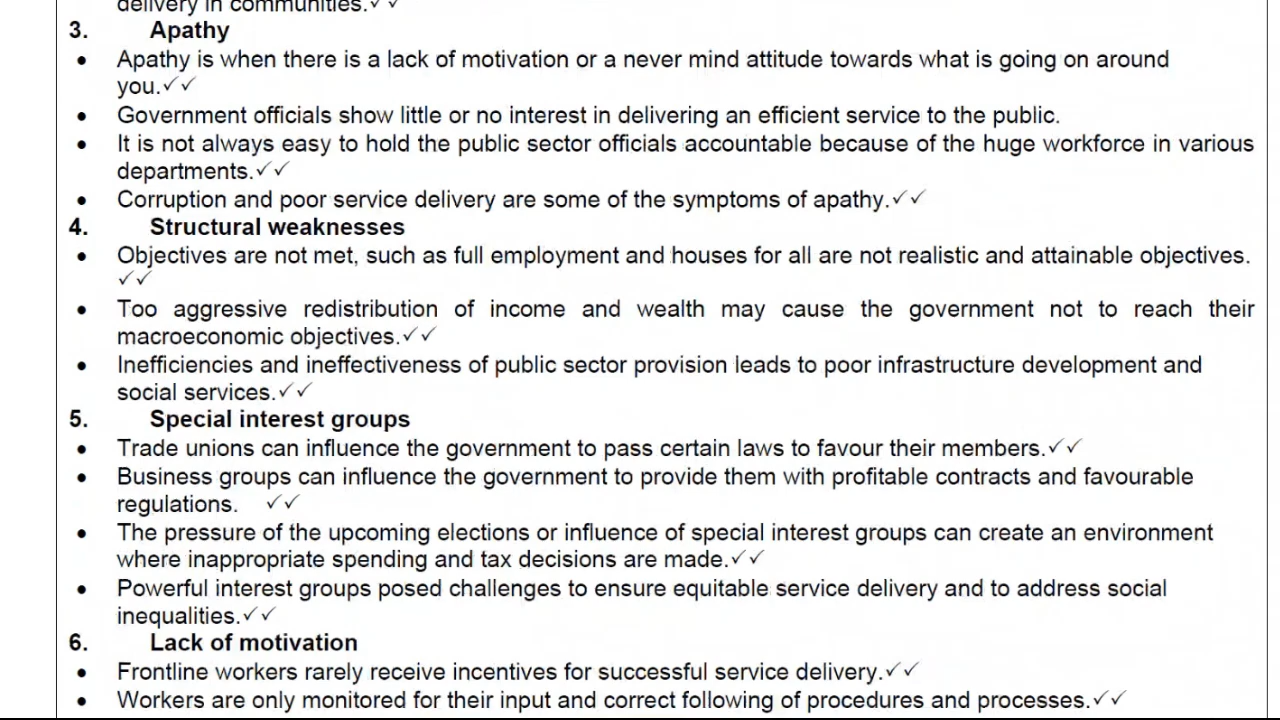 delivery in communities.✓✓
3. Apathy
• Apathy is when there is a lack of motivation or a never mind attitude towards what is going on around
you.✓✓
• Government officials show little or no interest in delivering an efficient service to the public.
• It is not always easy to hold the public sector officials accountable because of the huge workforce in various
departments.✓✓
• Corruption and poor service delivery are some of the symptoms of apathy.✓✓
4. Structural weaknesses
• Objectives are not met, such as full employment and houses for all are not realistic and attainable objectives.
✓✓
• Too aggressive redistribution of income and wealth may cause the government not to reach their
macroeconomic objectives.✓✓
• Inefficiencies and ineffectiveness of public sector provision leads to poor infrastructure development and
social services.✓✓
5. Special interest groups
• Trade unions can influence the government to pass certain laws to favour their members.✓✓
• Business groups can influence the government to provide them with profitable contracts and favourable
regulations. ✓✓
• The pressure of the upcoming elections or influence of special interest groups can create an environment
where inappropriate spending and tax decisions are made.✓✓
• Powerful interest groups posed challenges to ensure equitable service delivery and to address social
inequalities.✓✓
6. Lack of motivation
• Frontline workers rarely receive incentives for successful service delivery.✓✓
• Workers are only monitored for their input and correct following of procedures and processes.✓✓